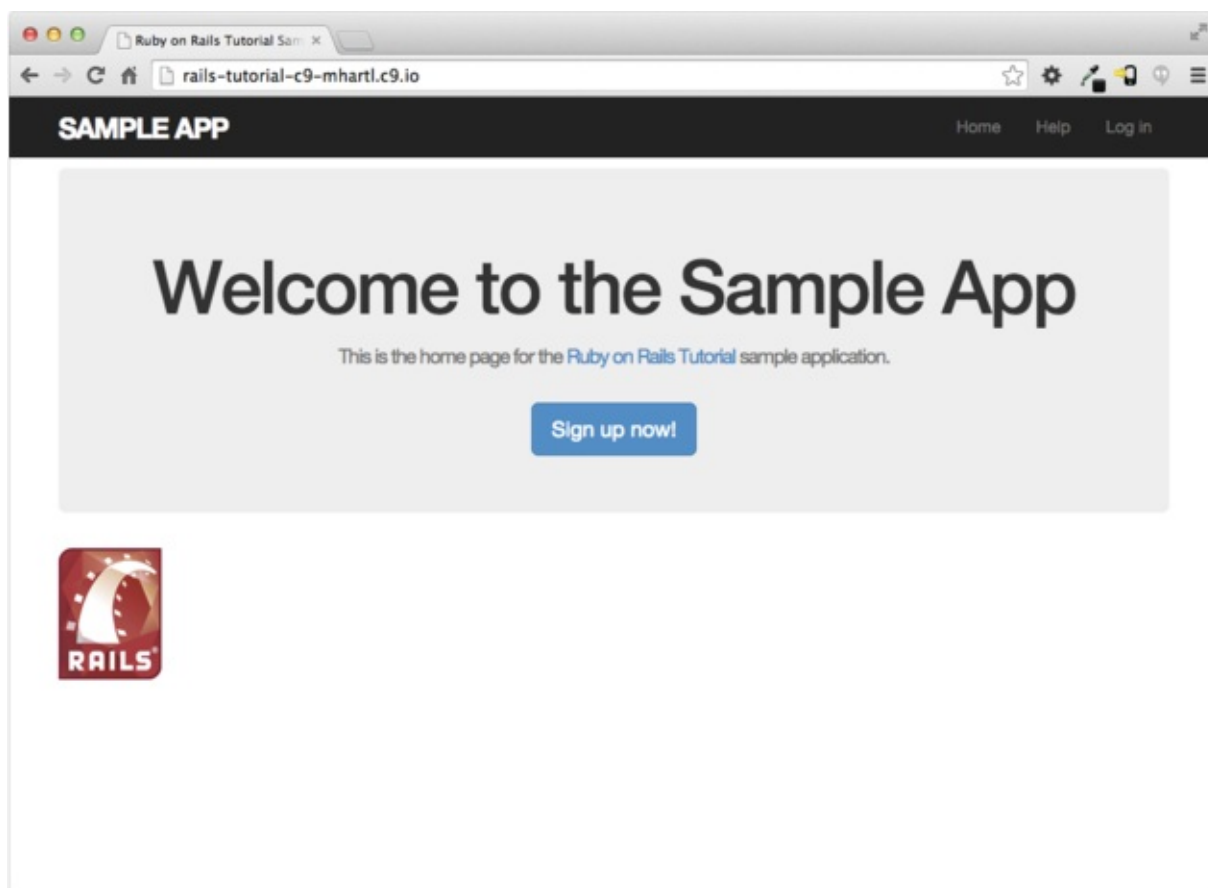 Ruby on Rails Tutorial Sam
rails-tutorial-c9-mhartl.c9.io
SAMPLE APP Home Help Log in
Welcome to the Sample App
This is the home page for the Ruby on Rails Tutorial sample application.
Sign up now!
RAILS®